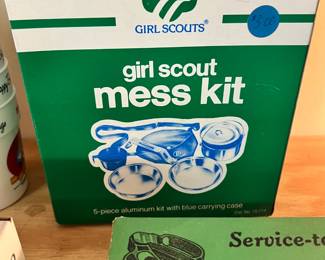 GIRL SCOUTS®
girl scout
mess kit
5-piece aluminum kit with blue carrying case
Service-to